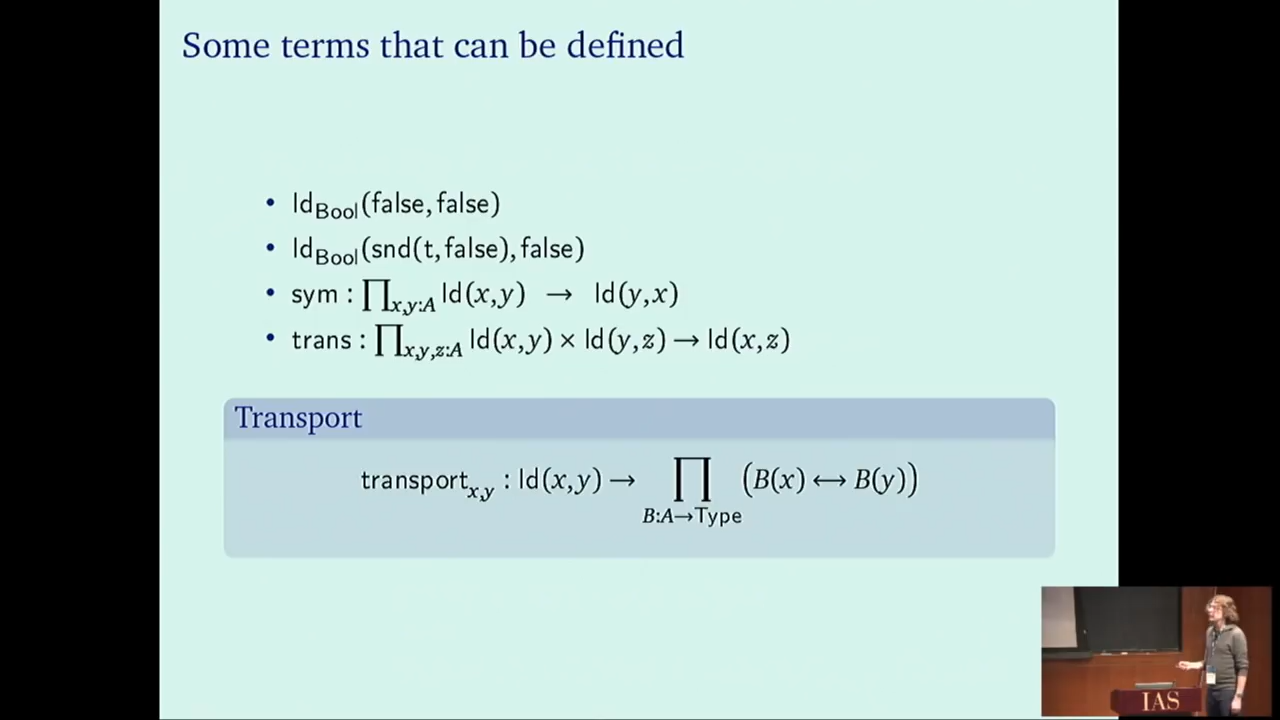 Some terms that can be defined
• Id_Bool(false, false)
• Id_Bool(snd(t, false), false)
• sym : ∏_{x,y:A} Id(x,y) → Id(y,x)
• trans : ∏_{x,y,z:A} Id(x,y) × Id(y,z) → Id(x,z)
Transport
transport_{x,y} : Id(x,y) → ∏_{B:A→Type} (B(x) ↔ B(y))
IAS